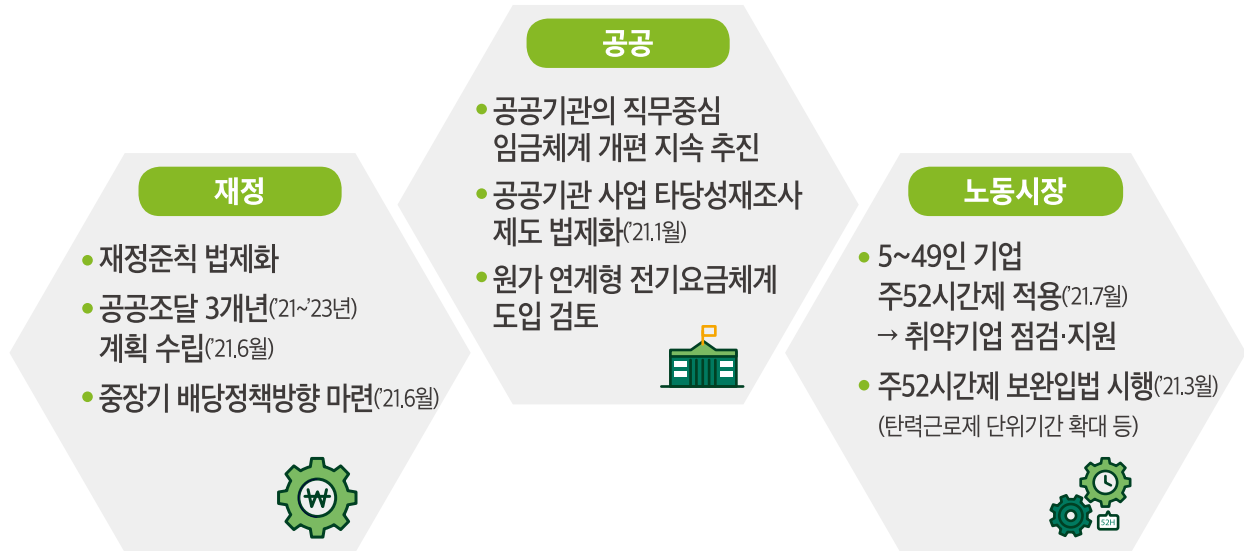 재정
• 재정준칙 법제화
• 공공조달 3개년('21~'23년)
계획 수립('21.6월)
• 중장기 배당정책방향 마련('21.6월)
공공
• 공공기관의 직무중심
임금체계 개편 지속 추진
• 공공기관 사업 타당성재조사
제도 법제화('21.1월)
• 원가 연계형 전기요금체계
도입 검토
노동시장
• 5~49인 기업
주52시간제 적용('21.7월)
→ 취약기업 점검·지원
• 주52시간제 보완입법 시행('21.3월)
(탄력근로제 단위기간 확대 등)
52H